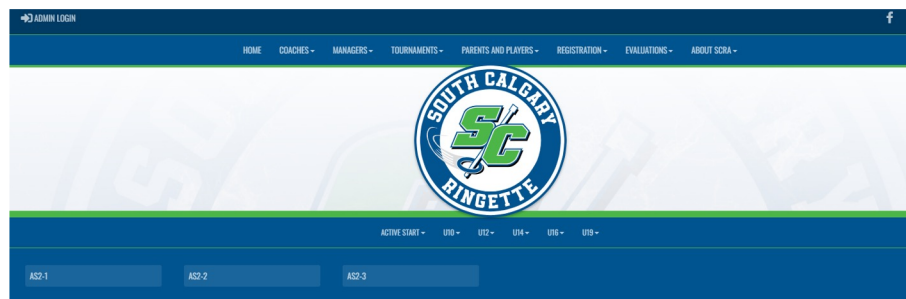 ADMIN LOGIN
HOME COACHES MANAGERS TOURNAMENTS PARENTS AND PLAYERS REGISTRATION EVALUATIONS ABOUT SCRA
SOUTH CALGARY
SC
RINGETTE
ACTIVE START U10 U12 U14 U16 U19
AS2-1 AS2-2 AS2-3